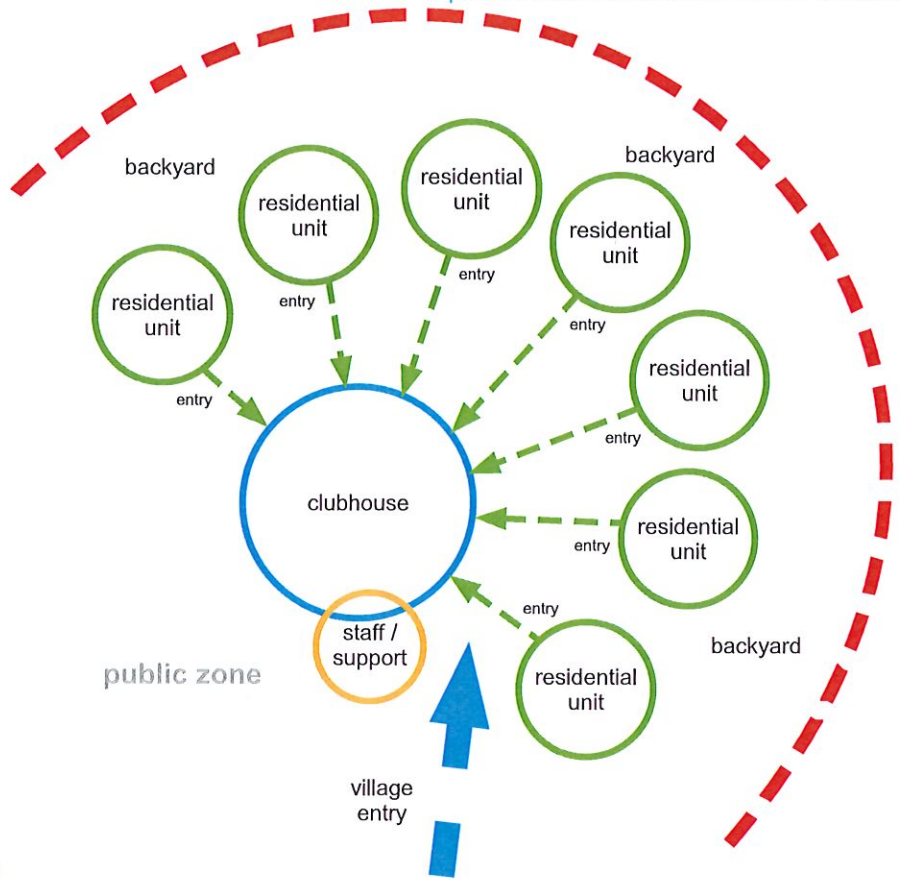 backyard
residential
unit
residential
unit
backyard
residential
unit
residential
unit
entry
entry
entry
entry
residential
unit
entry
residential
unit
entry
clubhouse
residential
unit
entry
staff /
support
public zone
backyard
residential
unit
village
entry